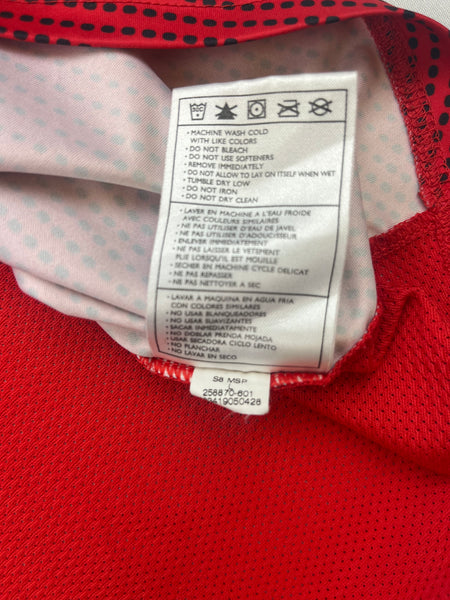 30C
• MACHINE WASH COLD
WITH LIKE COLORS
• DO NOT BLEACH
• DO NOT USE SOFTENERS
• REMOVE IMMEDIATELY
• DO NOT ALLOW TO LAY ON ITSELF WHEN WET
• TUMBLE DRY LOW
• DO NOT IRON
• DO NOT DRY CLEAN
• LAVER EN MACHINE A L'EAU FROIDE
AVEC COULEURS SIMILAIRES
• NE PAS UTILISER D'EAU DE JAVEL
• NE PAS UTILISER D'ADOUCISSEUR
• ENLEVER IMMÉDIATEMENT
• NE PAS LAISSER LE VETEMENT
PLIE LORSQU'IL EST MOUILLE
• SECHER EN MACHINE CYCLE DELICAT
• NE PAS REPASSER
• NE PAS NETTOYER A SEC
• LAVAR A MAQUINA EN AGUA FRIA
CON COLORES SIMILARES
• NO USAR BLANQUEADORES
• NO USAR SUAVIZANTES
• SACAR INMEDIATAMENTE
• NO DOBLAR PRENDA MOJADA
• USAR SECADORA CICLO LENTO
• NO PLANCHAR
• NO LAVAR EN SECO
S8 MSP
L
258870-601
19050428